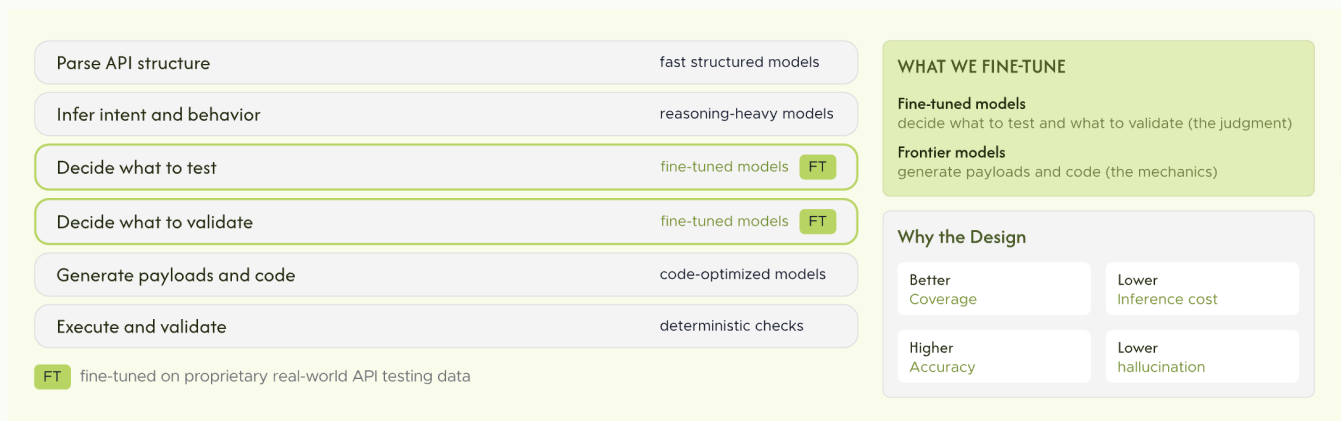 Parse API structure fast structured models
Infer intent and behavior reasoning-heavy models
Decide what to test fine-tuned models FT
Decide what to validate fine-tuned models FT
Generate payloads and code code-optimized models
Execute and validate deterministic checks
FT fine-tuned on proprietary real-world API testing data
WHAT WE FINE-TUNE
Fine-tuned models
decide what to test and what to validate (the judgment)
Frontier models
generate payloads and code (the mechanics)
Why the Design
Better
Coverage
Lower
Inference cost
Higher
Accuracy
Lower
hallucination